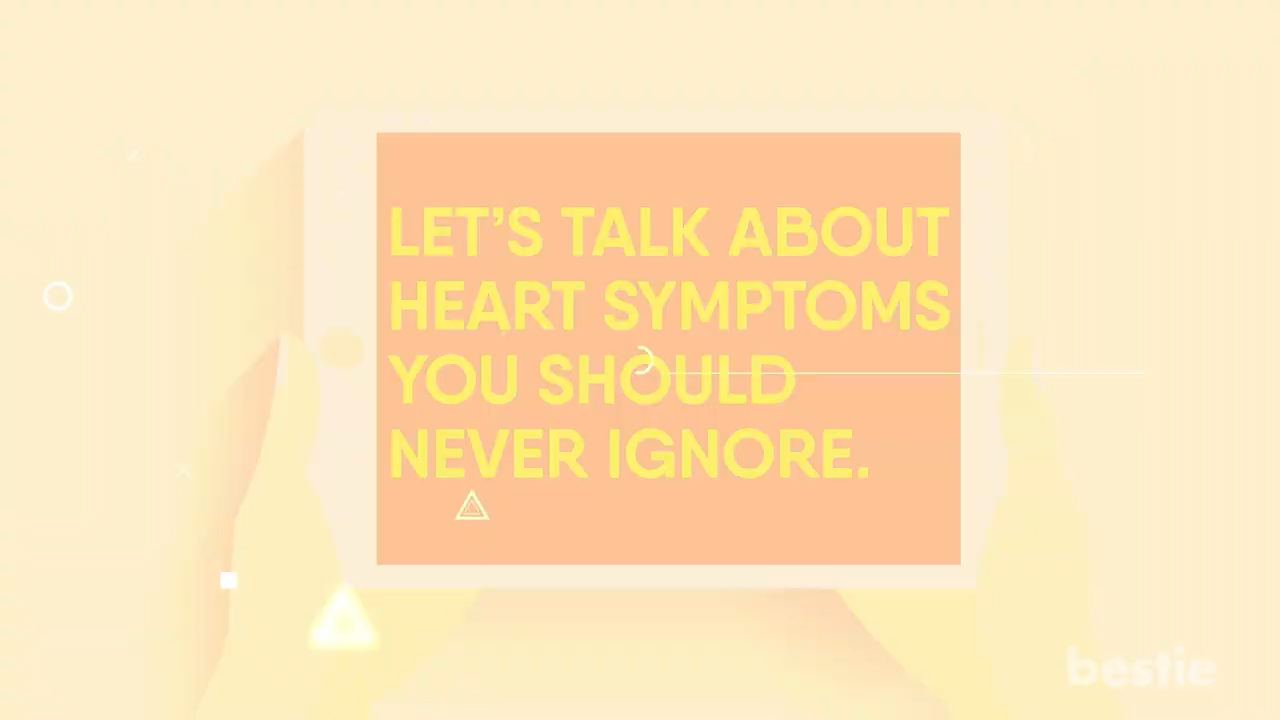 LET’S TALK ABOUT
HEART SYMPTOMS
YOU SHOULD
NEVER IGNORE.
bestie